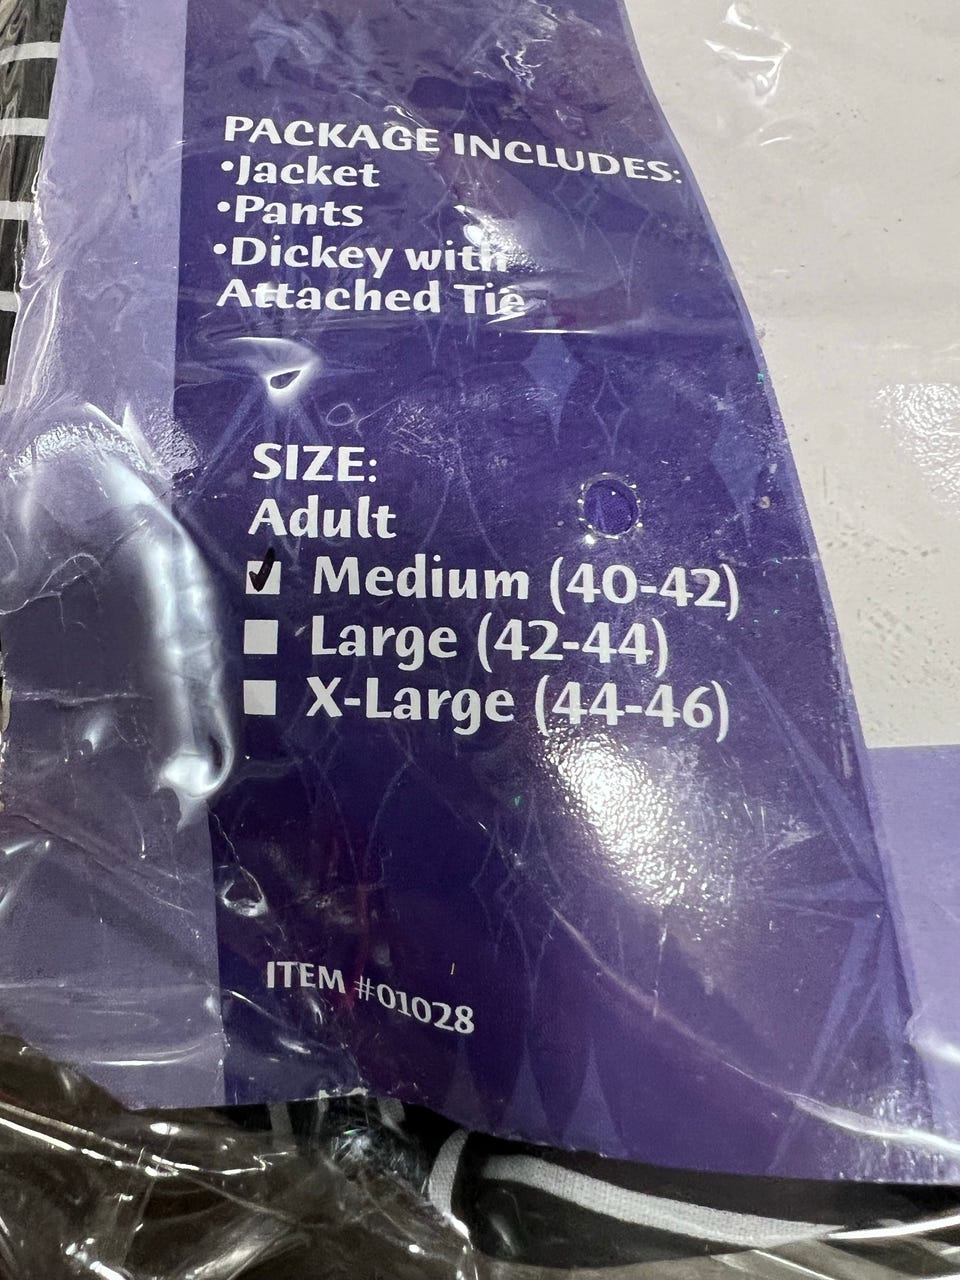 PACKAGE INCLUDES:
•Jacket
•Pants
•Dickey with
Attached Tie
SIZE:
Adult
Medium (40-42)
Large (42-44)
X-Large (44-46)
ITEM #01028